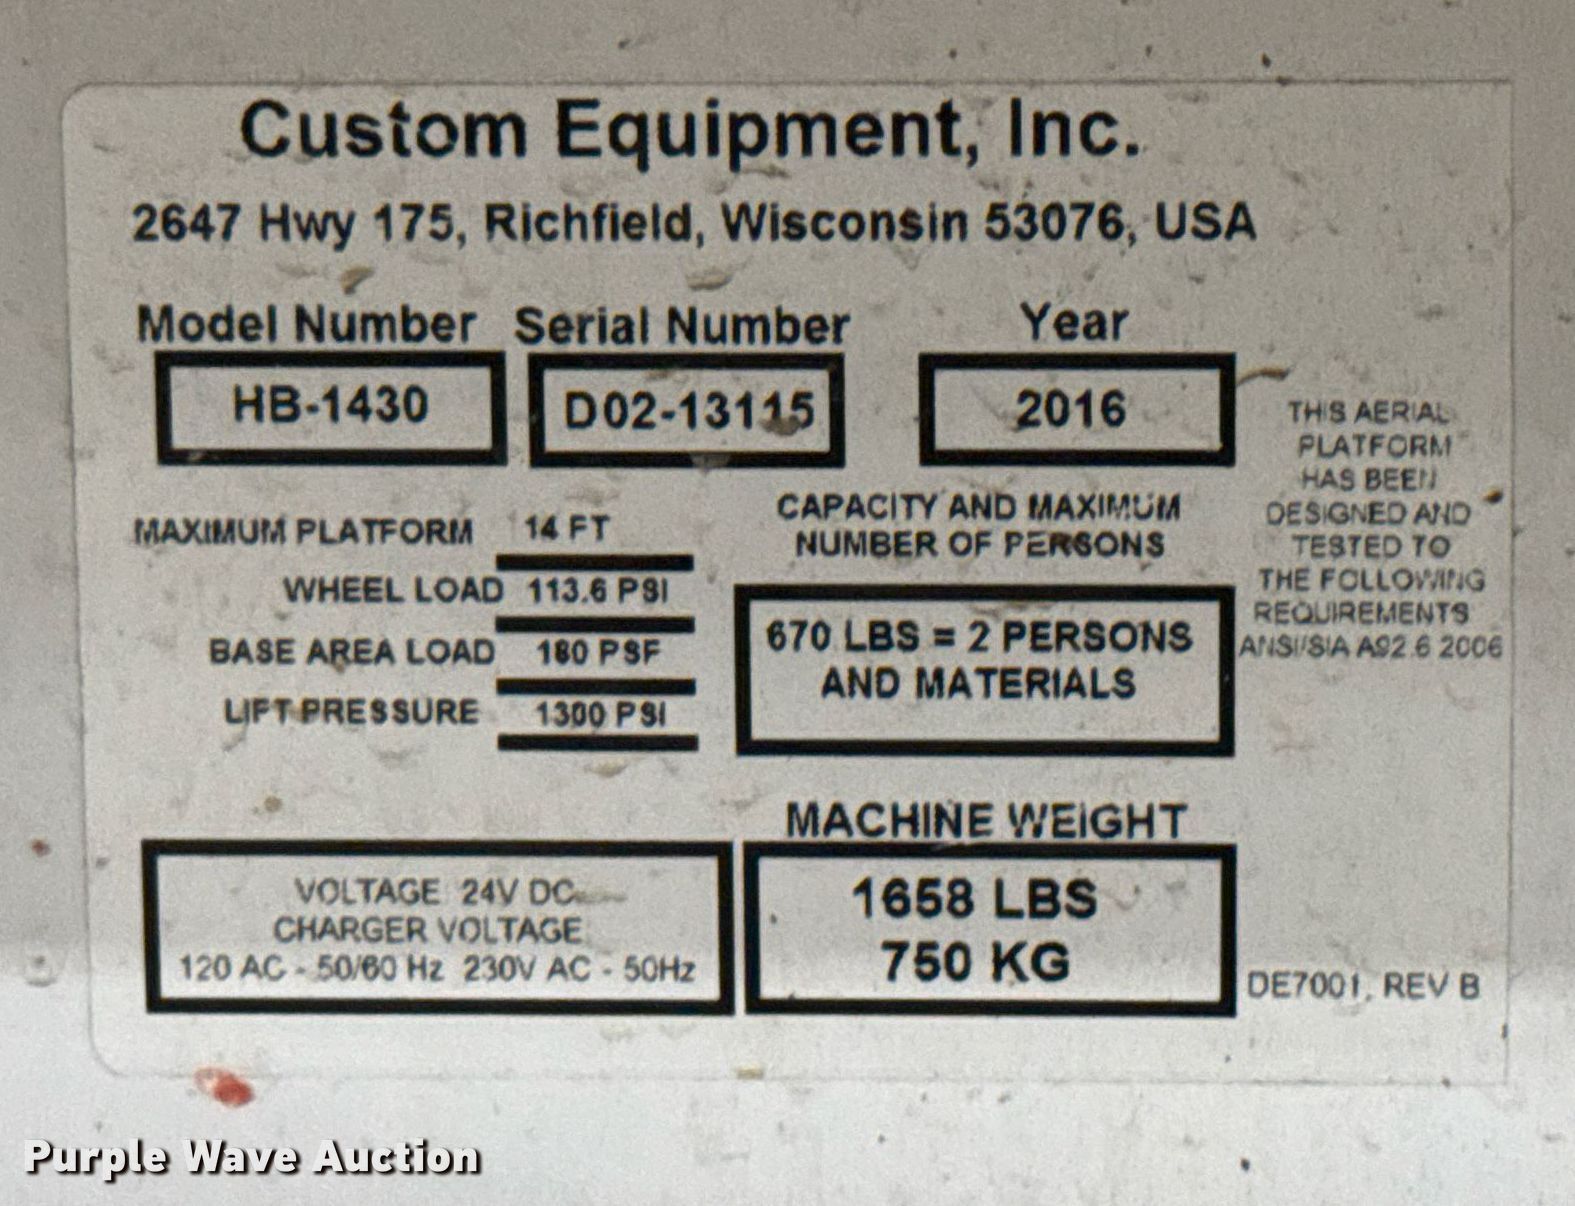 Custom Equipment, Inc.
2647 Hwy 175, Richfield, Wisconsin 53076, USA
Model Number Serial Number Year
HB-1430 D02-13115 2016
MAXIMUM PLATFORM 14 FT
WHEEL LOAD 113.6 PSI
BASE AREA LOAD 180 PSF
LIFT PRESSURE 1300 PSI
CAPACITY AND MAXIMUM
NUMBER OF PERSONS
670 LBS = 2 PERSONS
AND MATERIALS
THIS AERIAL
PLATFORM
HAS BEEN
DESIGNED AND
TESTED TO
THE FOLLOWING
REQUIREMENTS
ANSI/SIA A92.6 2006
MACHINE WEIGHT
1658 LBS
750 KG
VOLTAGE 24V DC
CHARGER VOLTAGE
120 AC - 50/60 Hz 230V AC - 50Hz
DE7001, REV B
Purple Wave Auction